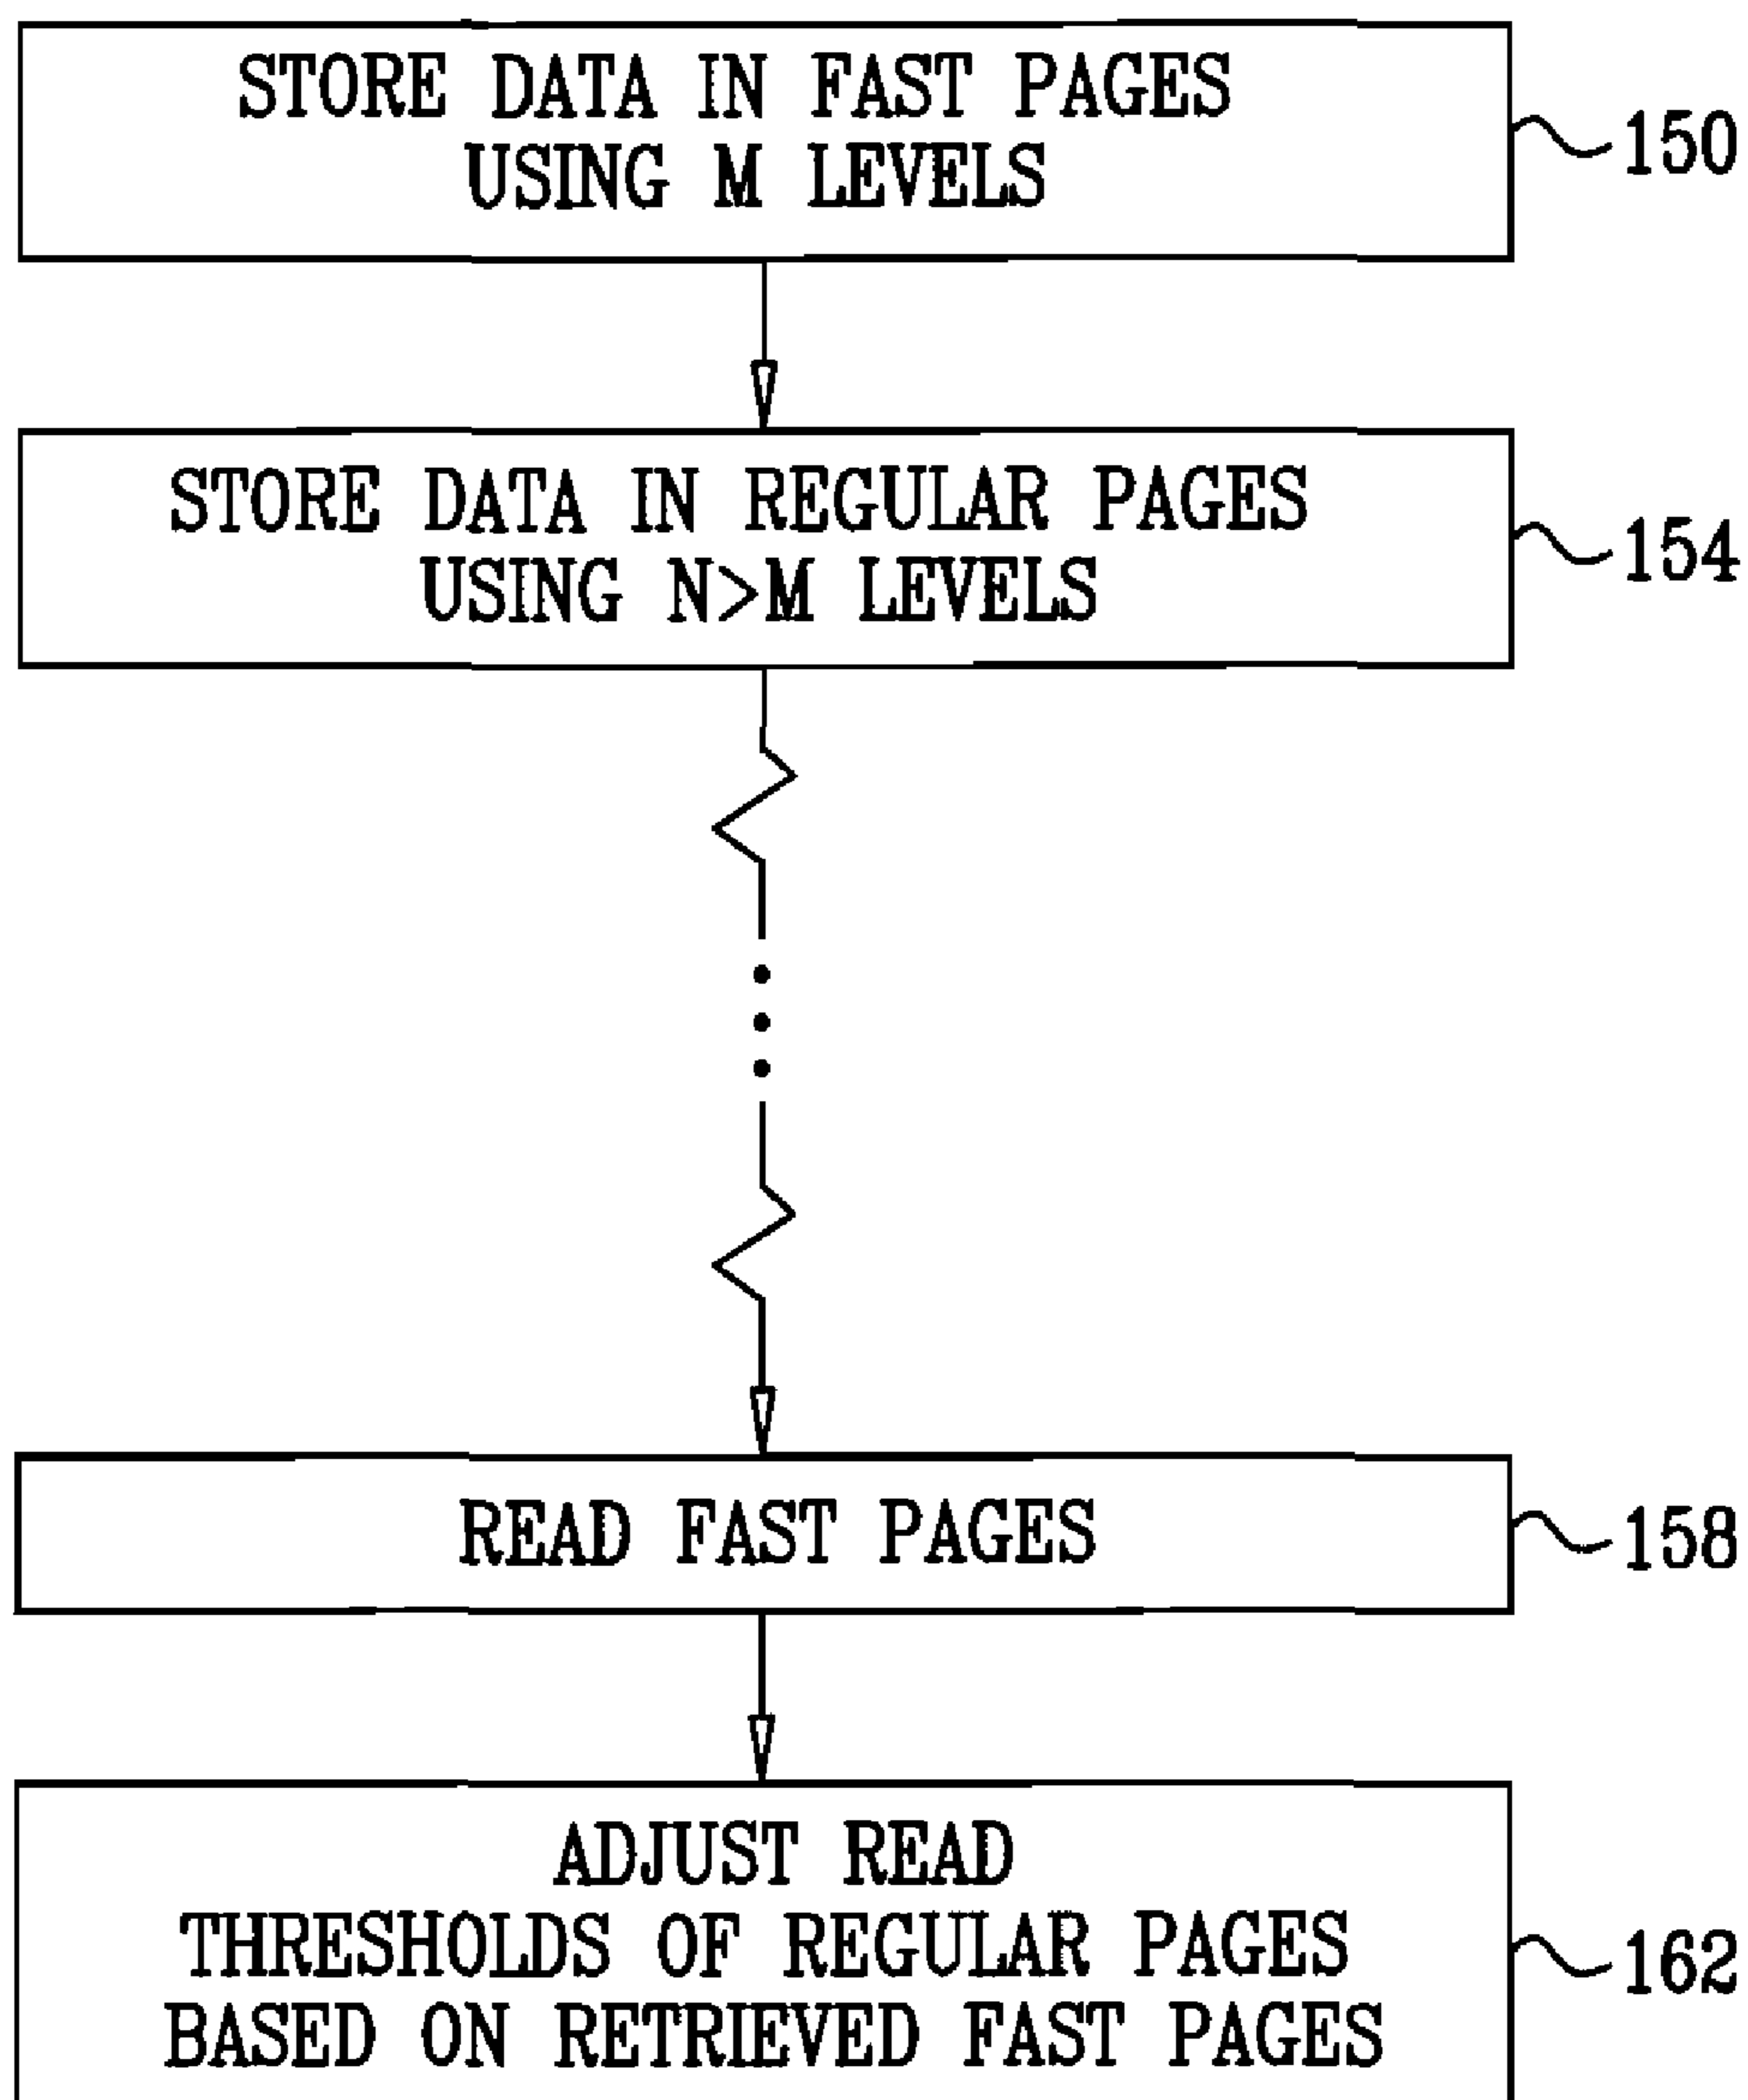 STORE DATA IN FAST PAGES
USING M LEVELS
150
STORE DATA IN REGULAR PAGES
USING N>M LEVELS
154
READ FAST PAGES
158
ADJUST READ
THRESHOLDS OF REGULAR PAGES
BASED ON RETRIEVED FAST PAGES
162